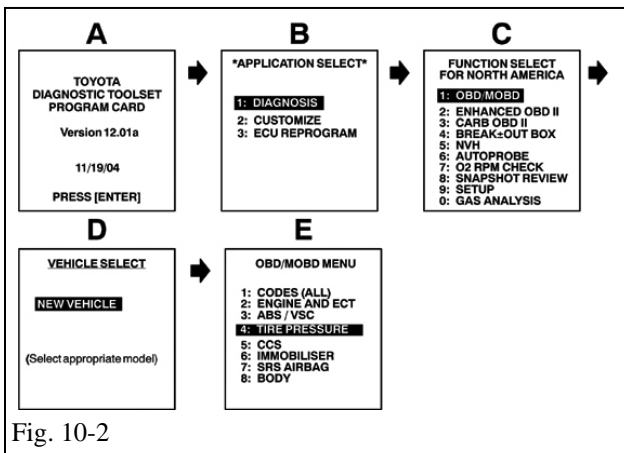 A
TOYOTA
DIAGNOSTIC TOOLSET
PROGRAM CARD
Version 12.01a
11/19/04
PRESS [ENTER]
B
*APPLICATION SELECT*
1: DIAGNOSIS
2: CUSTOMIZE
3: ECU REPROGRAM
C
FUNCTION SELECT
FOR NORTH AMERICA
1: OBD/MOBD
2: ENHANCED OBD II
3: CARB OBD II
4: BREAK±OUT BOX
5: NVH
6: AUTOPROBE
7: O2 RPM CHECK
8: SNAPSHOT REVIEW
9: SETUP
0: GAS ANALYSIS
D
VEHICLE SELECT
NEW VEHICLE
(Select appropriate model)
E
OBD/MOBD MENU
1: CODES (ALL)
2: ENGINE AND ECT
3: ABS / VSC
4: TIRE PRESSURE
5: CCS
6: IMMOBILISER
7: SRS AIRBAG
8: BODY
Fig. 10-2